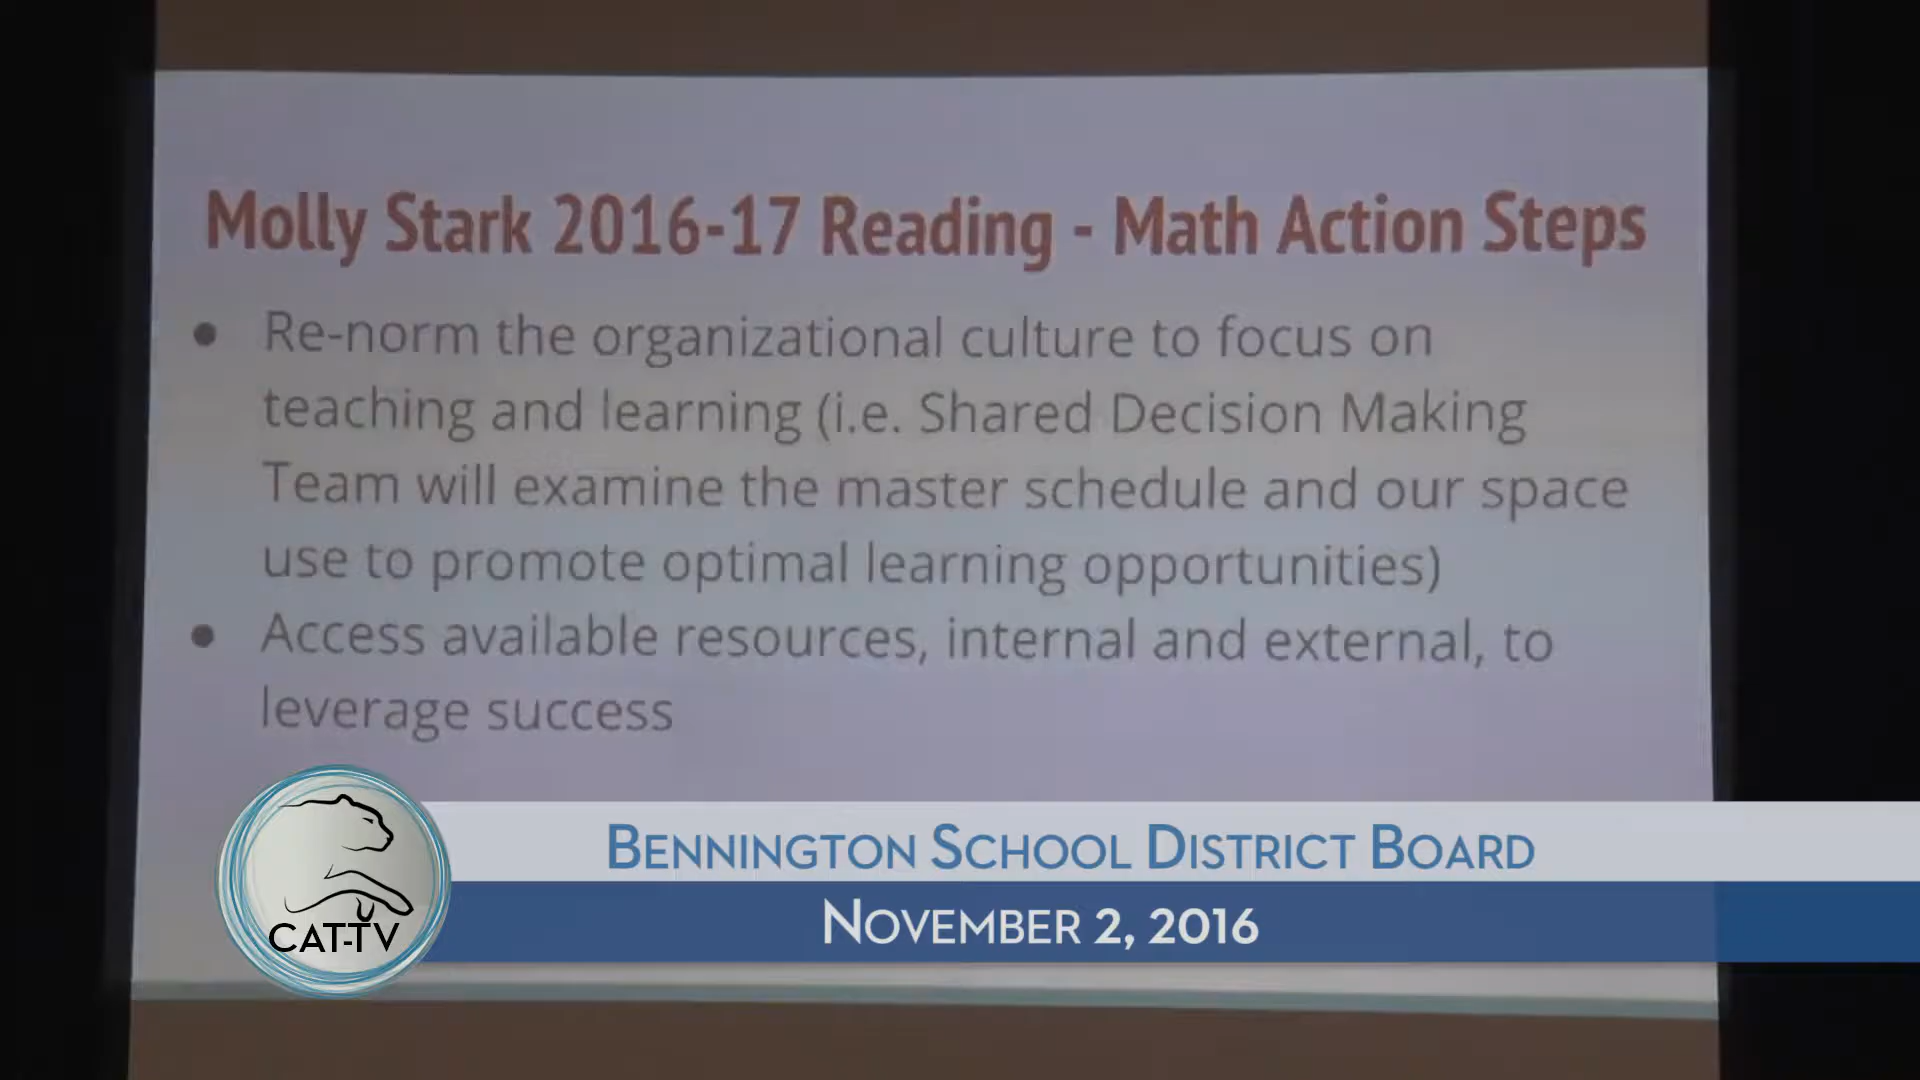 Molly Stark 2016-17 Reading - Math Action Steps
● Re-norm the organizational culture to focus on
teaching and learning (i.e. Shared Decision Making
Team will examine the master schedule and our space
use to promote optimal learning opportunities)
● Access available resources, internal and external, to
leverage success
BENNINGTON SCHOOL DISTRICT BOARD
NOVEMBER 2, 2016
CAT-TV